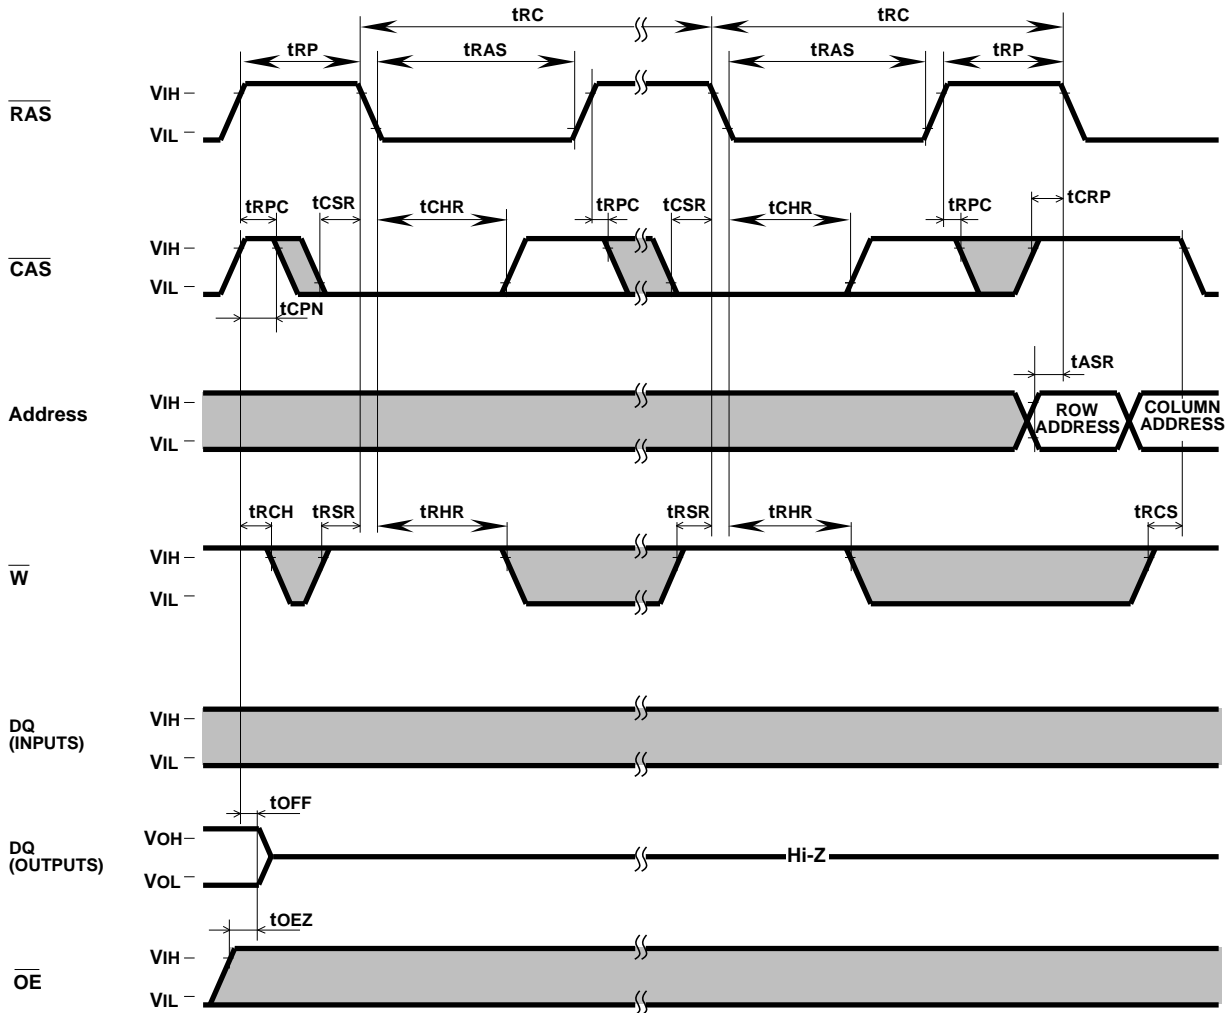 tRC tRC
tRP tRAS tRAS tRP
RAS
VIH
VIL
tRPC tCSR tCHR tRPC tCSR tCHR tRPC tCRP
CAS
VIH
VIL
tCPN
tASR
Address
VIH
VIL
ROW
ADDRESS
COLUMN
ADDRESS
tRCH tRSR tRHR tRSR tRHR tRCS
W
VIH
VIL
DQ
(INPUTS)
VIH
VIL
tOFF
DQ
(OUTPUTS)
VOH
VOL
Hi-Z
tOEZ
OE
VIH
VIL